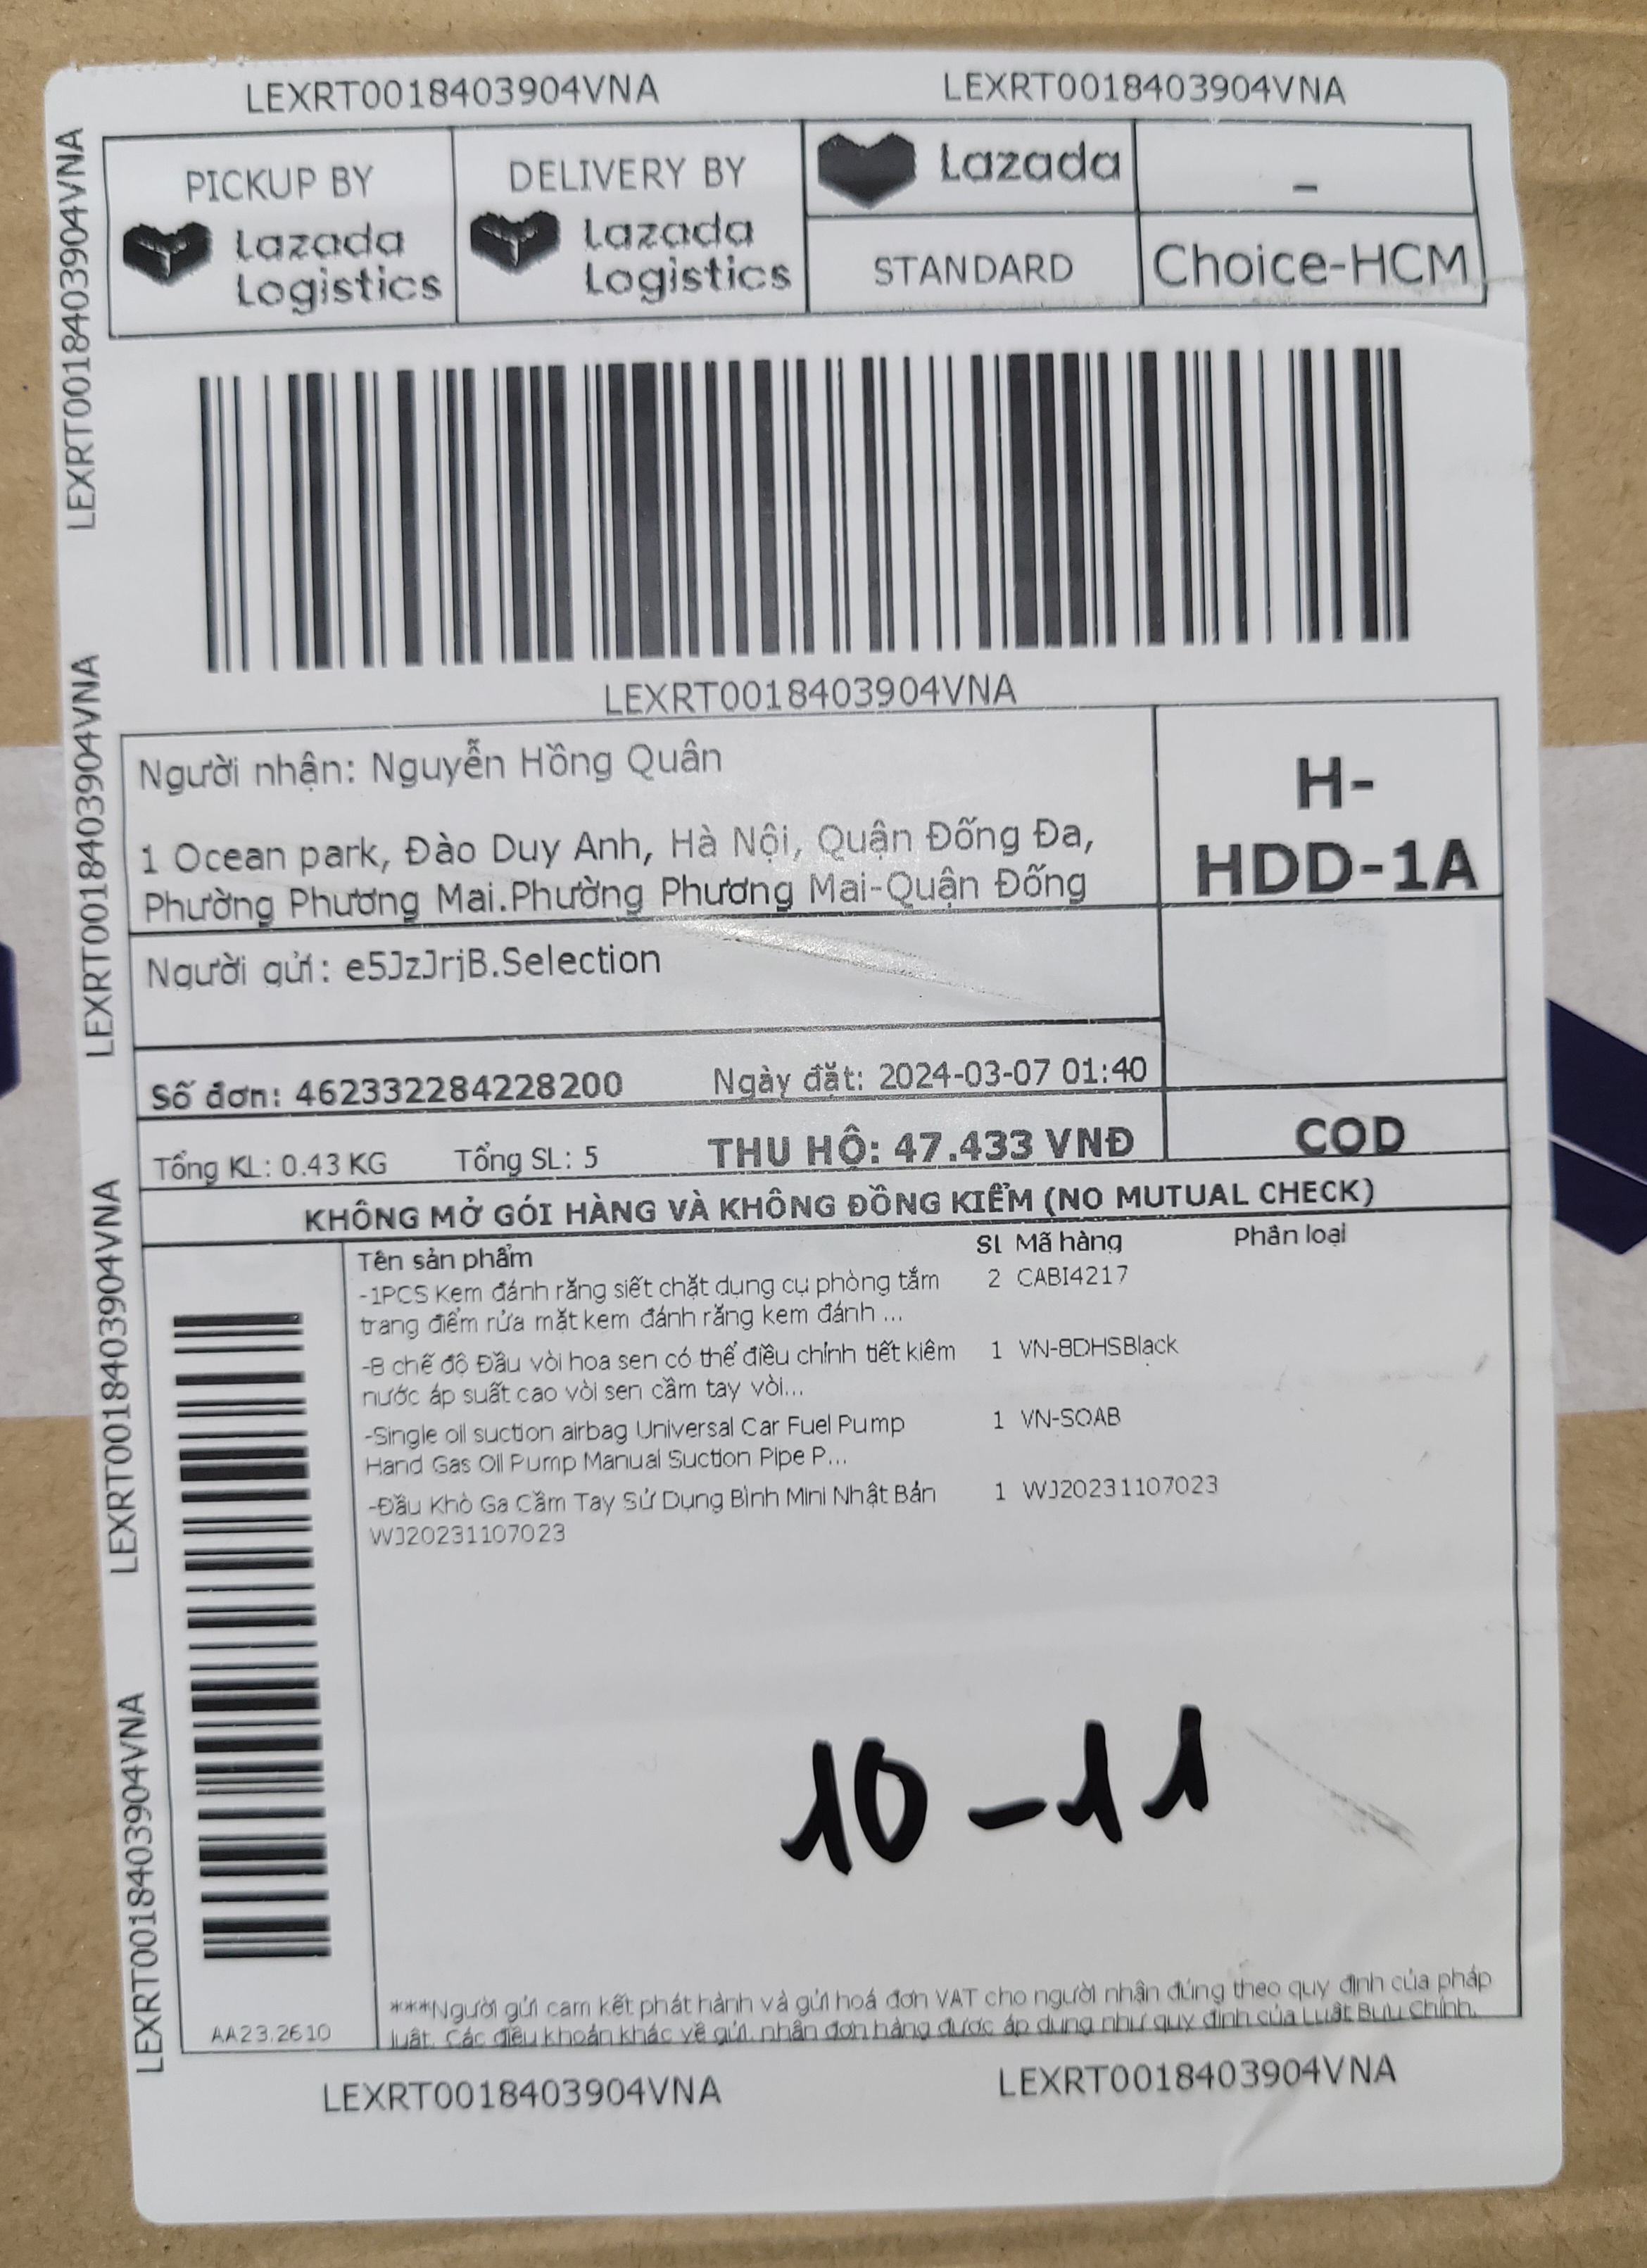 LEXRT0018403904VNA
LEXRT0018403904VNA
PICKUP BY
Lazada
Logistics
DELIVERY BY
Lazada
Logistics
Lazada
–
STANDARD
Choice-HCM
LEXRT0018403904VNA
LEXRT0018403904VNA
LEXRT0018403904VNA
LEXRT0018403904VNA
LEXRT0018403904VNA
Người nhận: Nguyễn Hồng Quân
1 Ocean park, Đào Duy Anh, Hà Nội, Quận Đống Đa,
Phường Phương Mai.Phường Phương Mai-Quận Đống
H-
HDD-1A
Người gửi: e5JzJrjB.Selection
Số đơn: 462332284228200
Ngày đặt: 2024-03-07 01:40
Tổng KL: 0.43 KG
Tổng SL: 5
THU HỘ: 47.433 VNĐ
COD
KHÔNG MỞ GÓI HÀNG VÀ KHÔNG ĐỒNG KIỂM (NO MUTUAL CHECK)
Tên sản phẩm SL Mã hàng Phân loại
-1PCS Kem đánh răng siết chặt dụng cụ phòng tắm 2 CABI4217
trang điểm rửa mặt kem đánh răng kem đánh ...
-8 chế độ Đầu vòi hoa sen có thể điều chỉnh tiết kiêm 1 VN-8DHSBlack
nước áp suất cao vòi sen cầm tay vòi...
-Single oil suction airbag Universal Car Fuel Pump 1 VN-SOAB
Hand Gas Oil Pump Manual Suction Pipe P...
-Đầu Khò Ga Cầm Tay Sử Dụng Bình Mini Nhật Bản 1 WJ20231107023
WJ20231107023
10-11
***Người gửi cam kết phát hành và gửi hoá đơn VAT cho người nhận đúng theo quy định của pháp
luật. Các điều khoản khác về gửi, nhận đơn hàng được áp dụng như quy định của Luật Bưu Chính.
AA23.2610
LEXRT0018403904VNA
LEXRT0018403904VNA